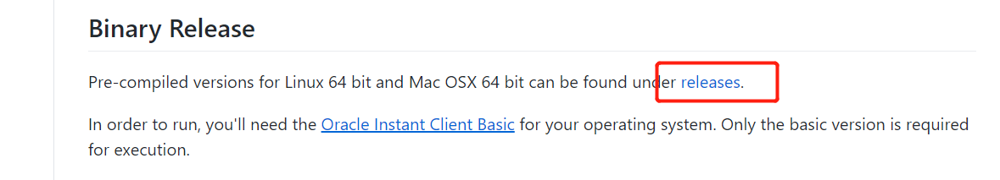 Binary Release
Pre-compiled versions for Linux 64 bit and Mac OSX 64 bit can be found under releases.
In order to run, you'll need the Oracle Instant Client Basic for your operating system. Only the basic version is required
for execution.